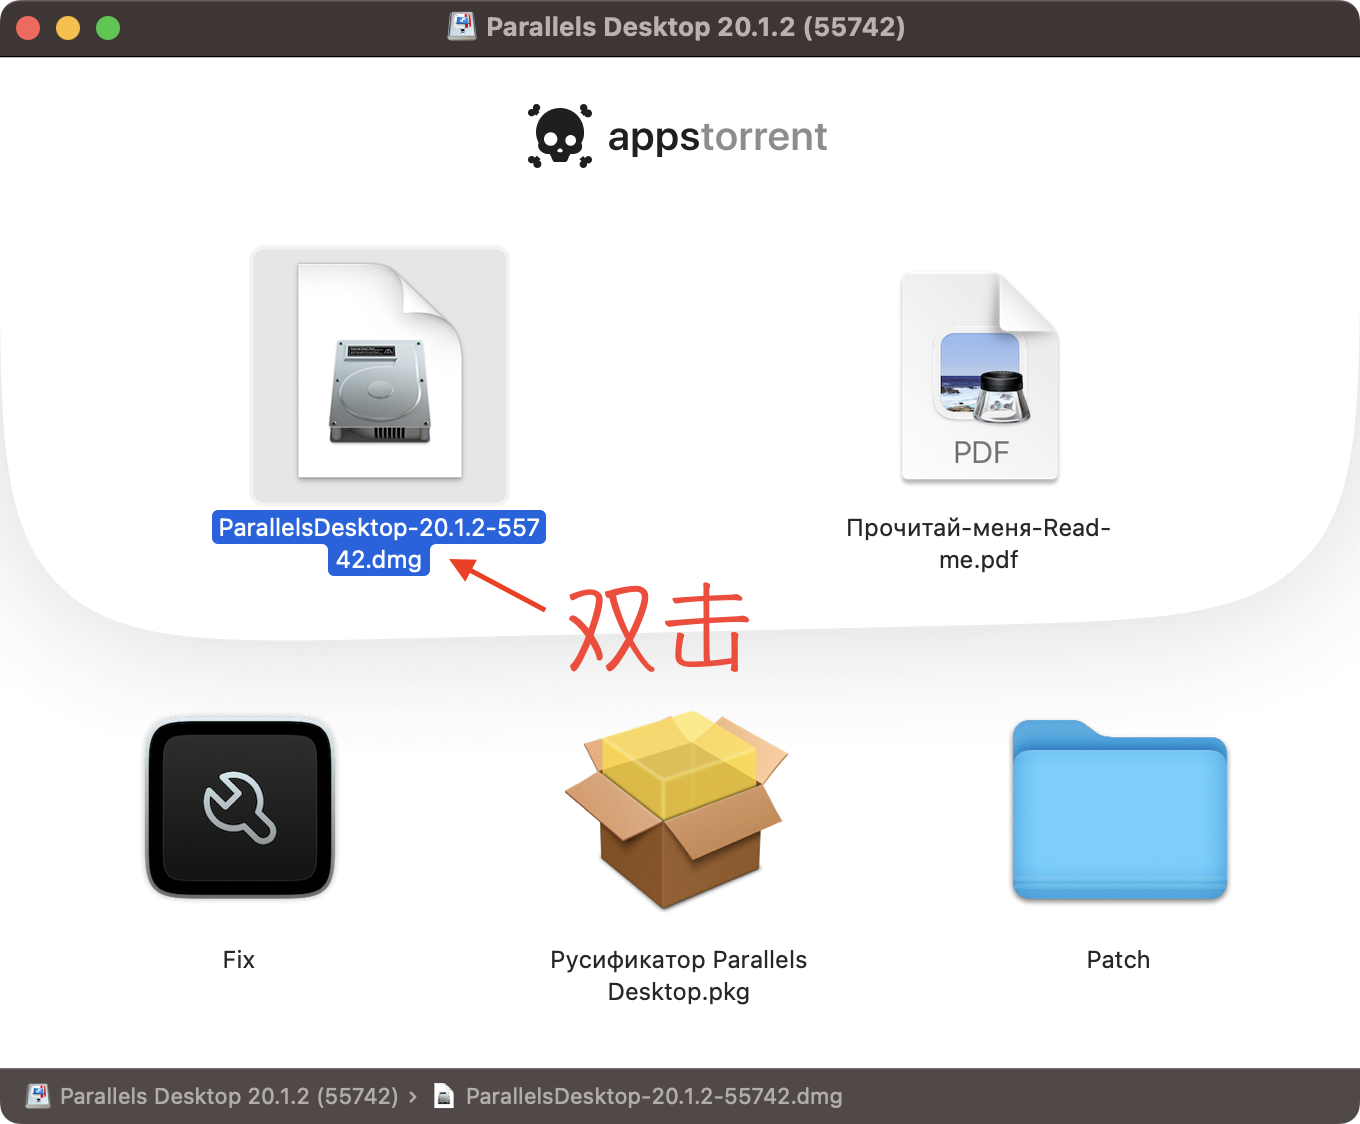 Parallels Desktop 20.1.2 (55742)
appstorrent
ParallelsDesktop-20.1.2-557
42.dmg
PDF
Прочитай-меня-Read-
me.pdf
双击
Fix
Русификатор Parallels
Desktop.pkg
Patch
Parallels Desktop 20.1.2 (55742) › ParallelsDesktop-20.1.2-55742.dmg